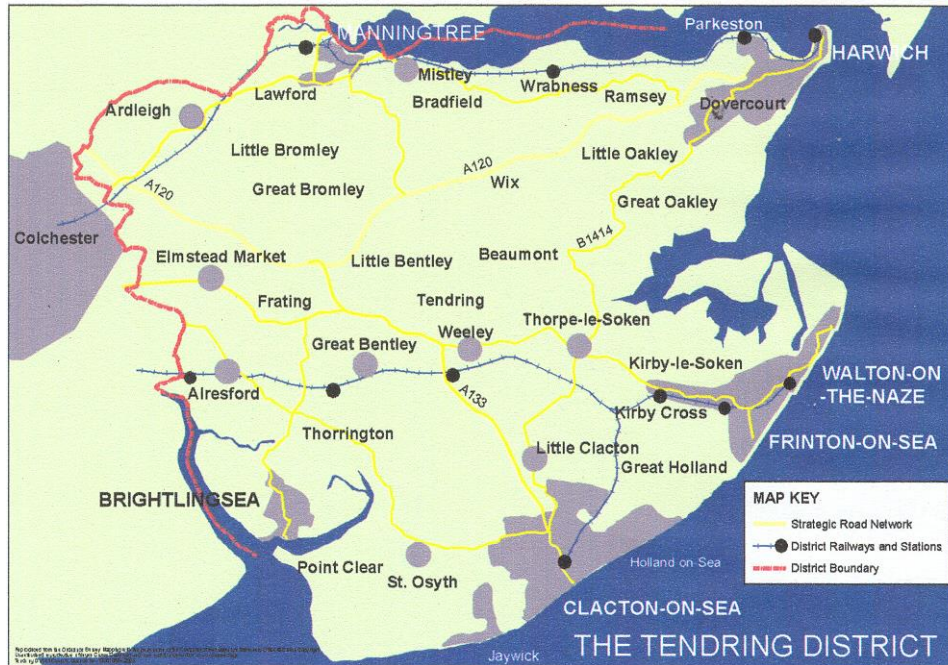 MANNINGTREE
Parkeston
HARWICH
Mistley
Wrabness
Lawford
Bradfield
Ramsey
Dovercourt
Ardleigh
Little Bromley
Little Oakley
A120
Great Bromley
Wix
A120
Great Oakley
Colchester
B1414
Elmstead Market
Little Bentley
Beaumont
Frating
Tendring
Thorpe-le-Soken
Weeley
Great Bentley
Kirby-le-Soken
WALTON-ON
-THE-NAZE
Alresford
A133
Kirby Cross
Thorrington
FRINTON-ON-SEA
Little Clacton
Great Holland
BRIGHTLINGSEA
MAP KEY
Strategic Road Network
District Railways and Stations
District Boundary
Holland-on-Sea
Point Clear
St. Osyth
CLACTON-ON-SEA
THE TENDRING DISTRICT
Jaywick